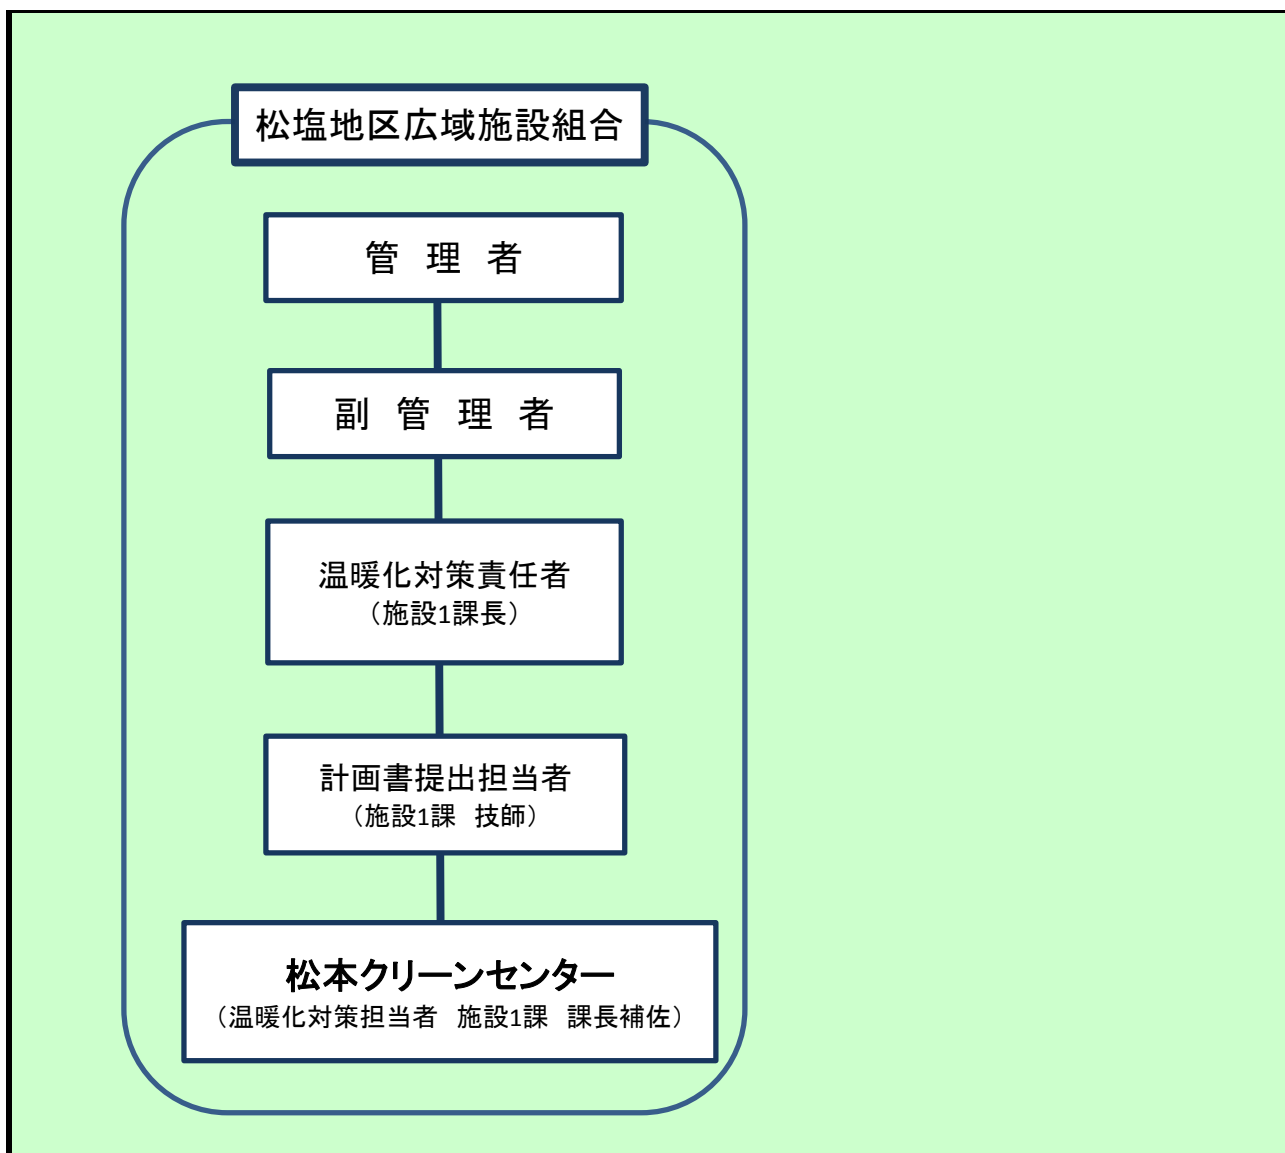 松塩地区広域施設組合
管 理 者
副 管 理 者
温暖化対策責任者
（施設1課長）
計画書提出担当者
（施設1課 技師）
松本クリーンセンター
（温暖化対策担当者 施設1課 課長補佐）